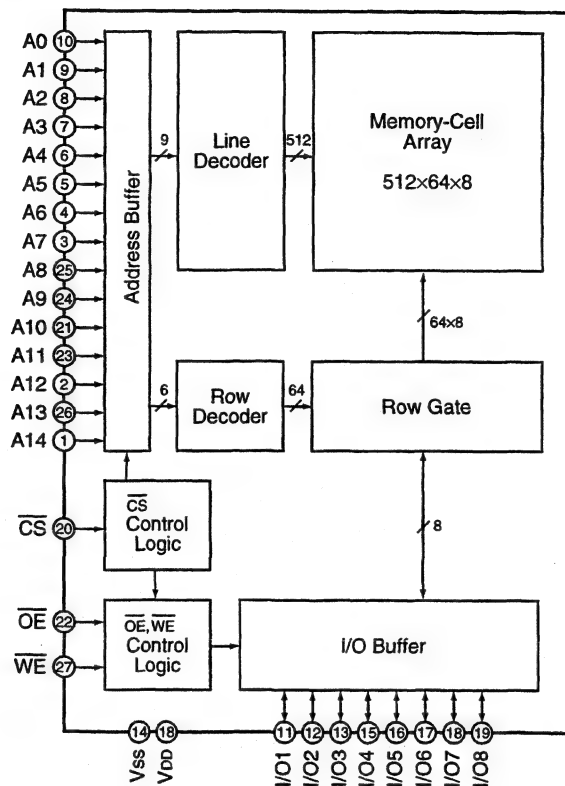 A0 10
A1 9
A2 8
A3 7
A4 6
A5 5
A6 4
A7 3
A8 25
A9 24
A10 21
A11 23
A12 2
A13 26
A14 1
Address Buffer
9
Line
Decoder
512
Memory-Cell
Array
512×64×8
64×8
6
Row
Decoder
64
Row Gate
8
CS 20
CS
Control
Logic
OE 22
WE 27
OE, WE
Control
Logic
I/O Buffer
14 18 11 12 13 15 16 17 18 19
VSS
VDD
I/O1
I/O2
I/O3
I/O4
I/O5
I/O6
I/O7
I/O8